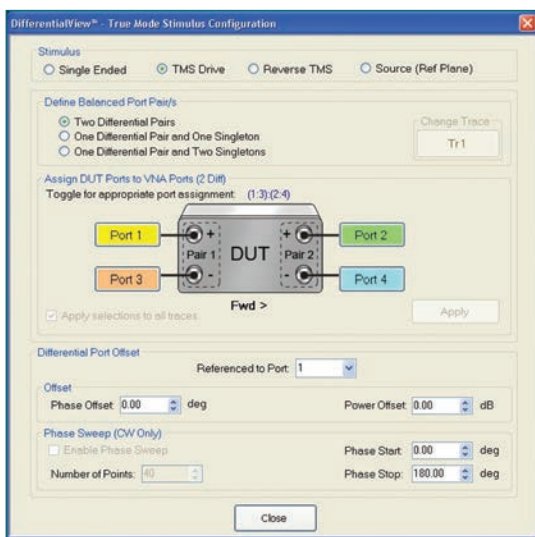 DifferentialView™ - True Mode Stimulus Configuration
Stimulus
Single Ended TMS Drive Reverse TMS Source (Ref Plane)
Define Balanced Port Pair/s
Two Differential Pairs
One Differential Pair and One Singleton
One Differential Pair and Two Singletons
Change Trace
Tr1
Assign DUT Ports to VNA Ports (2 Diff)
Toggle for appropriate port assignment: (1:3):(2:4)
Port 1 + + Port 2
Pair 1 DUT Pair 2
Port 3 - - Port 4
Fwd >
Apply selections to all traces Apply
Differential Port Offset
Referenced to Port: 1
Offset
Phase Offset: 0.00 deg Power Offset: 0.00 dB
Phase Sweep (CW Only)
Enable Phase Sweep Phase Start: 0.00 deg
Number of Points: 40 Phase Stop: 180.00 deg
Close